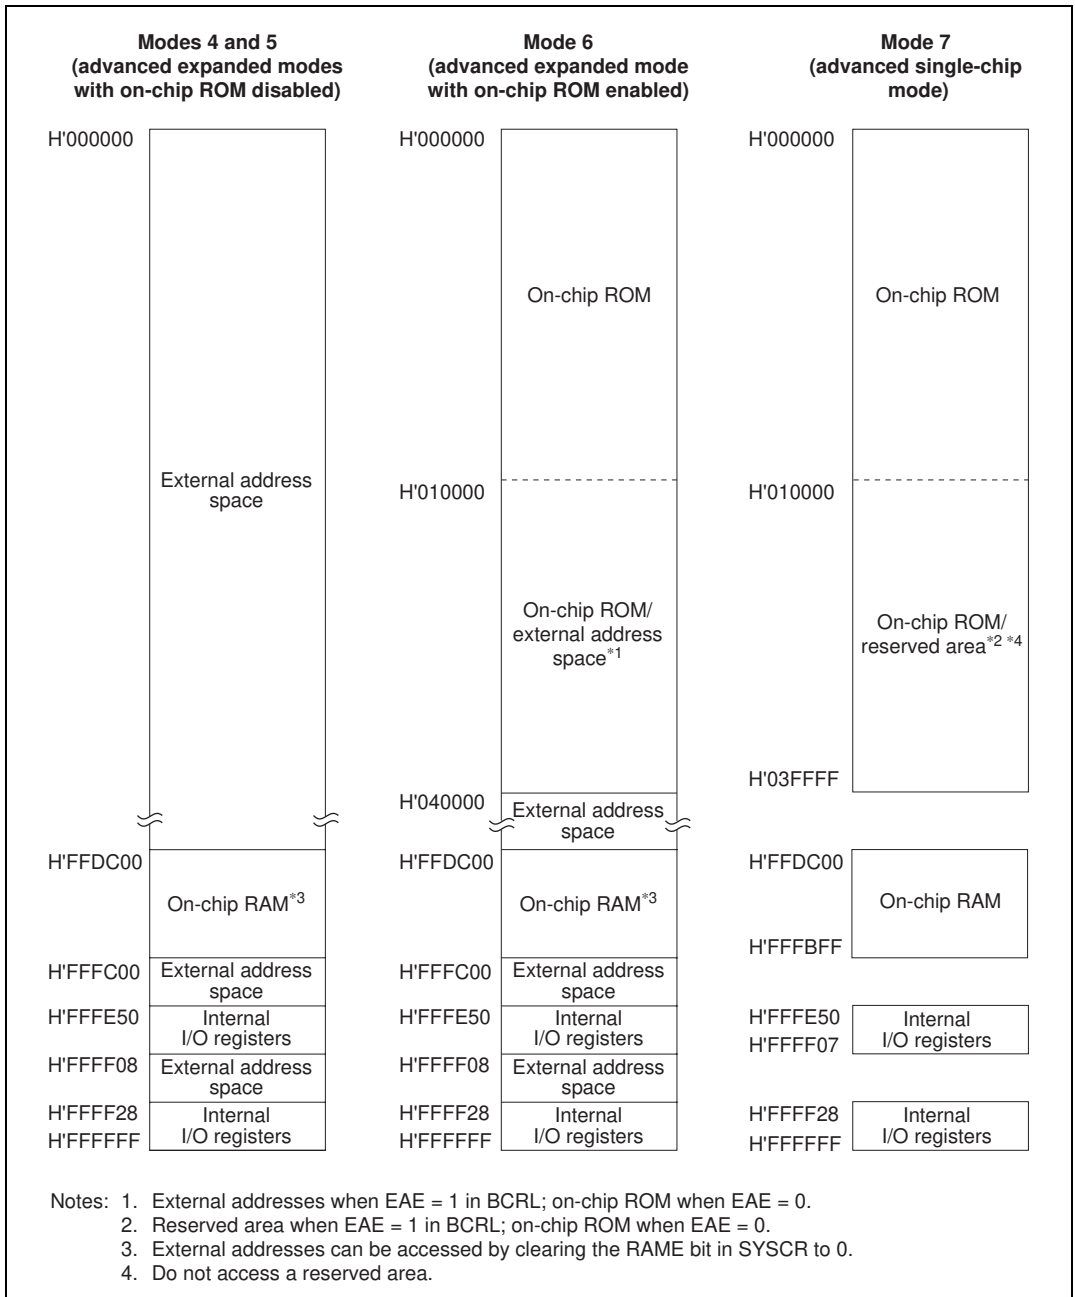 Modes 4 and 5
(advanced expanded modes
with on-chip ROM disabled)
H'000000
External address
space
H'FFDC00
On-chip RAM*3
H'FFFC00
External address
space
H'FFFE50
Internal
I/O registers
H'FFFF08
External address
space
H'FFFF28
Internal
I/O registers
H'FFFFFF
Mode 6
(advanced expanded mode
with on-chip ROM enabled)
H'000000
On-chip ROM
H'010000
On-chip ROM/
external address
space*1
H'040000
External address
space
H'FFDC00
On-chip RAM*3
H'FFFC00
External address
space
H'FFFE50
Internal
I/O registers
H'FFFF08
External address
space
H'FFFF28
Internal
I/O registers
H'FFFFFF
Mode 7
(advanced single-chip
mode)
H'000000
On-chip ROM
H'010000
On-chip ROM/
reserved area*2 *4
H'03FFFF
H'FFDC00
On-chip RAM
H'FFFBFF
H'FFFE50
Internal
I/O registers
H'FFFF07
H'FFFF28
Internal
I/O registers
H'FFFFFF
Notes: 1. External addresses when EAE = 1 in BCRL; on-chip ROM when EAE = 0.
2. Reserved area when EAE = 1 in BCRL; on-chip ROM when EAE = 0.
3. External addresses can be accessed by clearing the RAME bit in SYSCR to 0.
4. Do not access a reserved area.